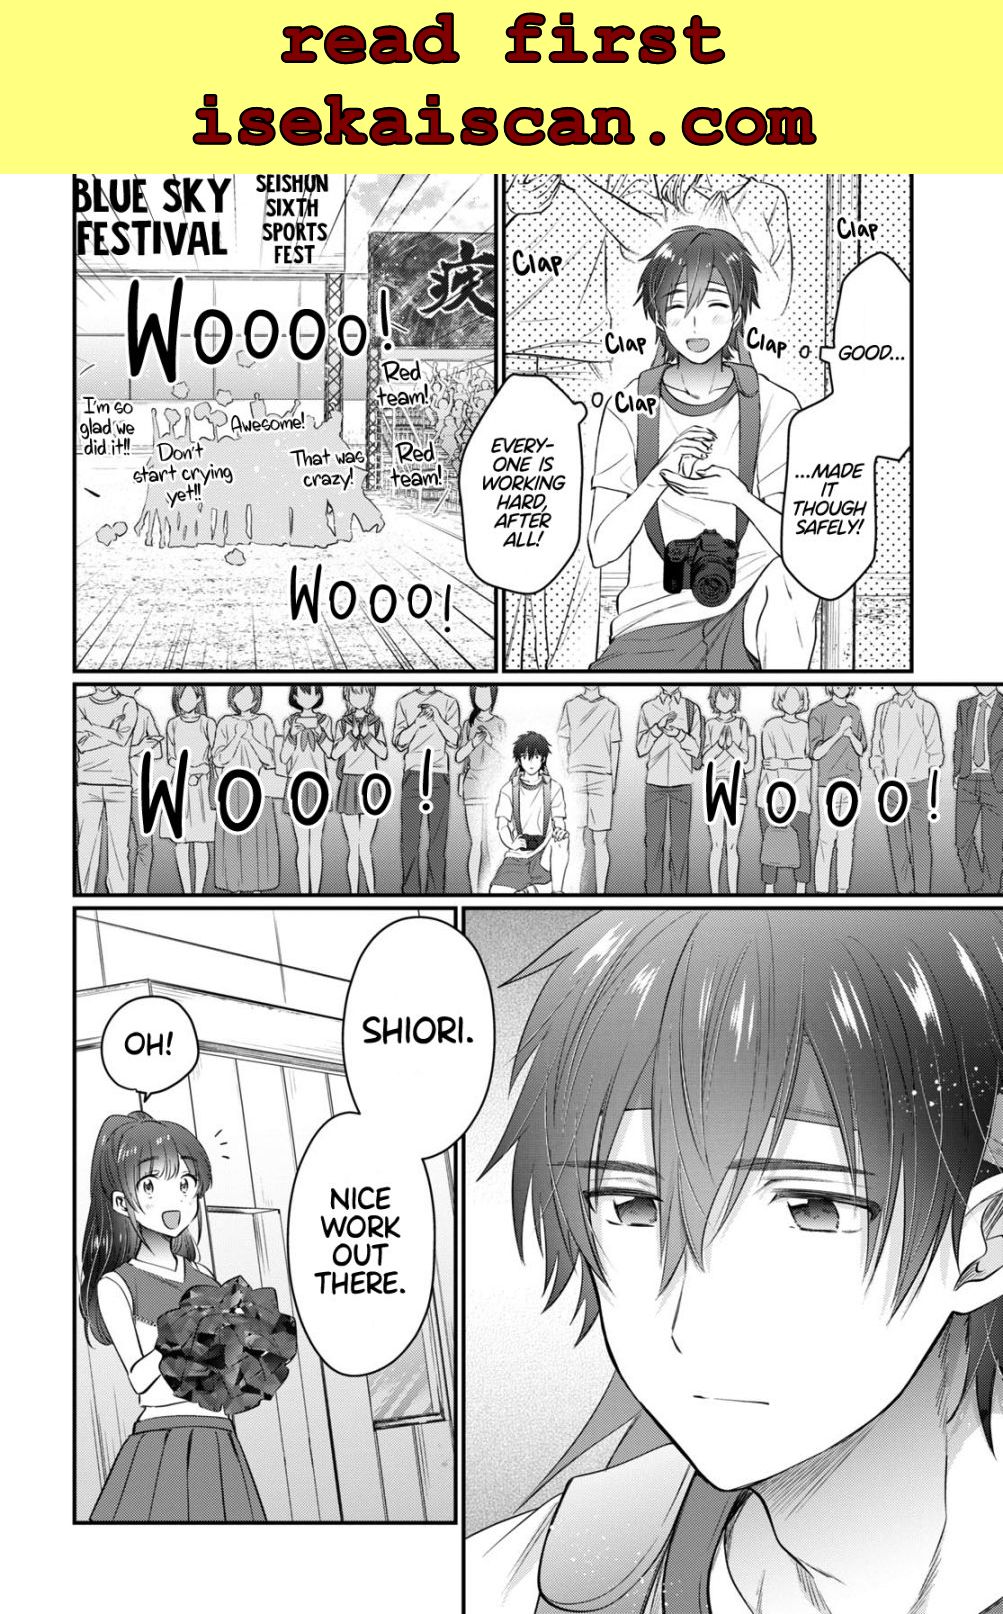 read first
isekaiscan.com
GOOD...
...MADE
IT
THOUGH
SAFELY!
Clap
Clap
Clap
Clap
Clap
EVERY-
ONE IS
WORKING
HARD,
AFTER
ALL!
BLUE SKY
FESTIVAL
SEISHUN
SIXTH
SPORTS
FEST
疾
Woooo!
Red
team!
Red
team!
I'm so
glad we
did it!!
Awesome!
Don't
start crying
yet!!
That was
crazy!
Wooo!
Wooo!
Wooo!
SHIORI.
NICE
WORK
OUT
THERE.
OH!